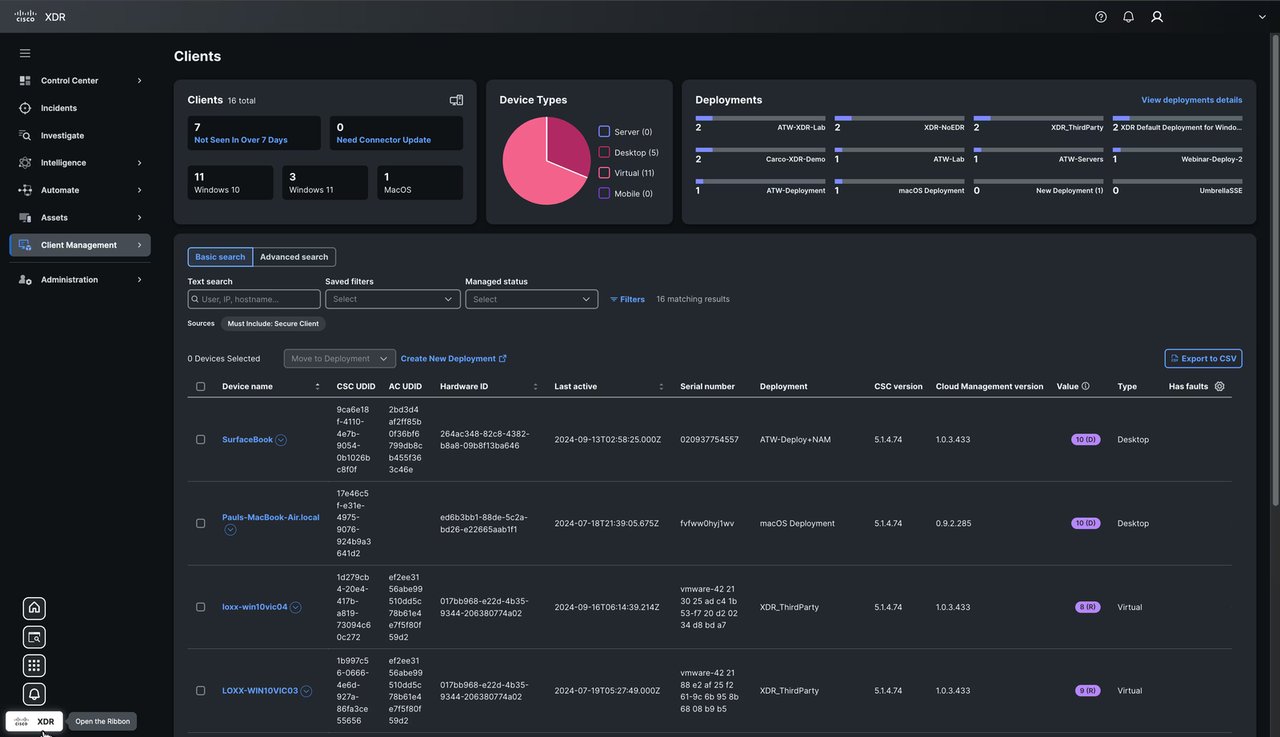 CISCO XDR
Control Center
Incidents
Investigate
Intelligence
Automate
Assets
Client Management
Administration
CISCO XDR
Open the Ribbon
Clients
Clients 16 total
7
Not Seen In Over 7 Days
0
Need Connector Update
11
Windows 10
3
Windows 11
1
MacOS
Device Types
Server (0)
Desktop (5)
Virtual (11)
Mobile (0)
Deployments
View deployments details
2 ATW-XDR-Lab
2 XDR-NoEDR
2 XDR_ThirdParty
2 XDR Default Deployment for Windo...
2 Carco-XDR-Demo
1 ATW-Lab
1 ATW-Servers
1 Webinar-Deploy-2
1 ATW-Deployment
1 macOS Deployment
0 New Deployment (1)
0 UmbrellaSSE
Basic search Advanced search
Text search Saved filters Managed status
User, IP, hostname... Select Select Filters 16 matching results
Sources Must Include: Secure Client
0 Devices Selected Move to Deployment Create New Deployment Export to CSV
Device name CSC UDID AC UDID Hardware ID Last active Serial number Deployment CSC version Cloud Management version Value Type Has faults
SurfaceBook
9ca6e18
f-4110-
4e7b-
9054-
0b1026b
c8f0f
2bd3d4
af2ff85b
0f36bf6
799db8c
b455f36
3c46e
264ac348-82c8-4382-
b8a8-09b8f13ba646
2024-09-13T02:58:25.000Z
020937754557
ATW-Deploy+NAM
5.1.4.74
1.0.3.433
10 (D)
Desktop
Pauls-MacBook-Air.local
17e46c5
f-e31e-
4975-
9076-
924b9a3
641d2
ed6b3bb1-88de-5c2a-
bd26-e22665aab1f1
2024-07-18T21:39:05.675Z
fvfww0hyj1wv
macOS Deployment
5.1.4.74
0.9.2.285
10 (D)
Desktop
loxx-win10vic04
1d279cb
4-20e4-
417b-
a819-
73094c6
0c272
ef2ee31
56abe99
510dd5c
78b61e4
e7f5f80f
59d2
017bb968-e22d-4b35-
9344-206380774a02
2024-09-16T06:14:39.214Z
vmware-42 21
30 25 ad c4 1b
53-f7 20 d2 02
34 d8 bd a7
XDR_ThirdParty
5.1.4.74
1.0.3.433
8 (R)
Virtual
LOXX-WIN10VIC03
1b997c5
6-0666-
4e6d-
927a-
86fa3ce
55656
ef2ee31
56abe99
510dd5c
78b61e4
e7f5f80f
59d2
017bb968-e22d-4b35-
9344-206380774a02
2024-07-19T05:27:49.000Z
vmware-42 21
88 e2 af 25 f2
61-9c 6b 95 8b
68 08 b9 b5
XDR_ThirdParty
5.1.4.74
1.0.3.433
9 (R)
Virtual